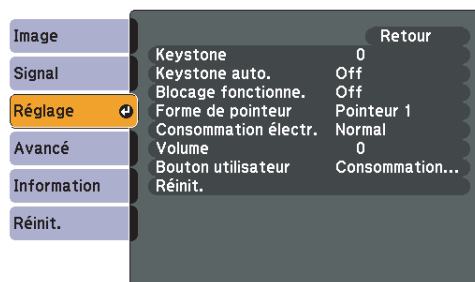 Image
Signal
Réglage
Avancé
Information
Réinit.
Retour
Keystone 0
Keystone auto. Off
Blocage fonctionne. Off
Forme de pointeur Pointeur 1
Consommation électr. Normal
Volume 0
Bouton utilisateur Consommation...
Réinit.